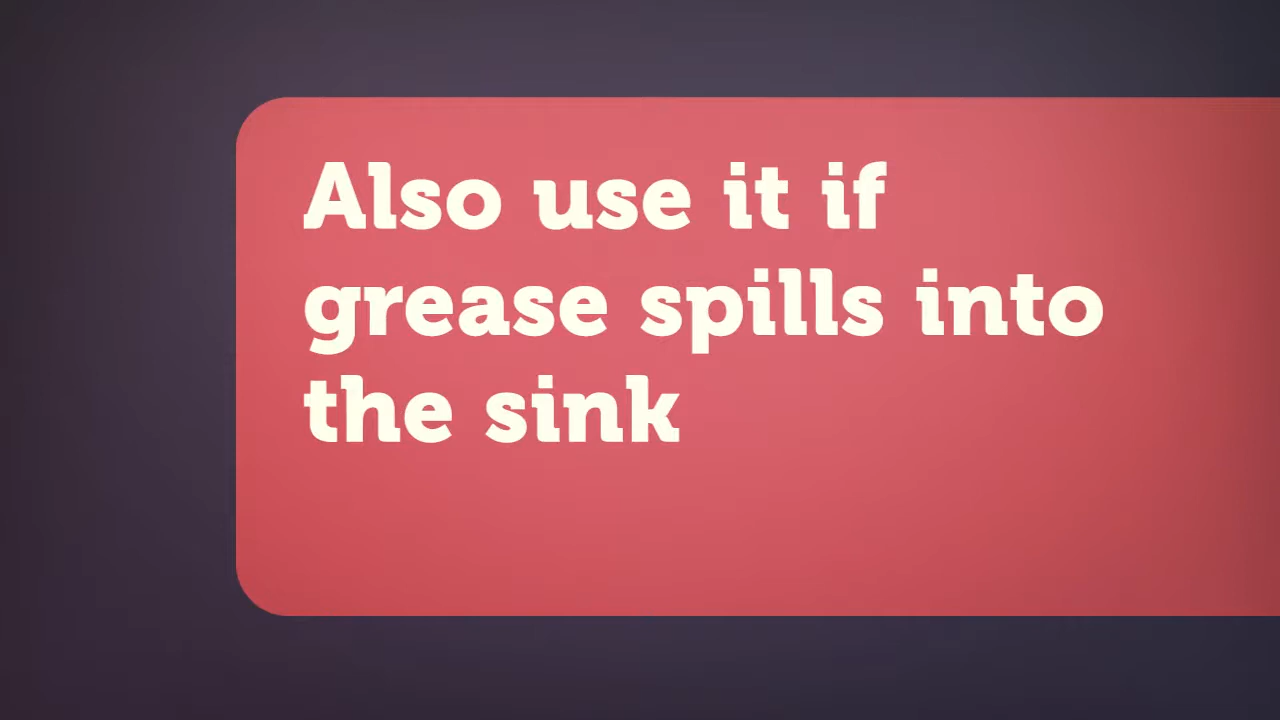 Also use it if
grease spills into
the sink